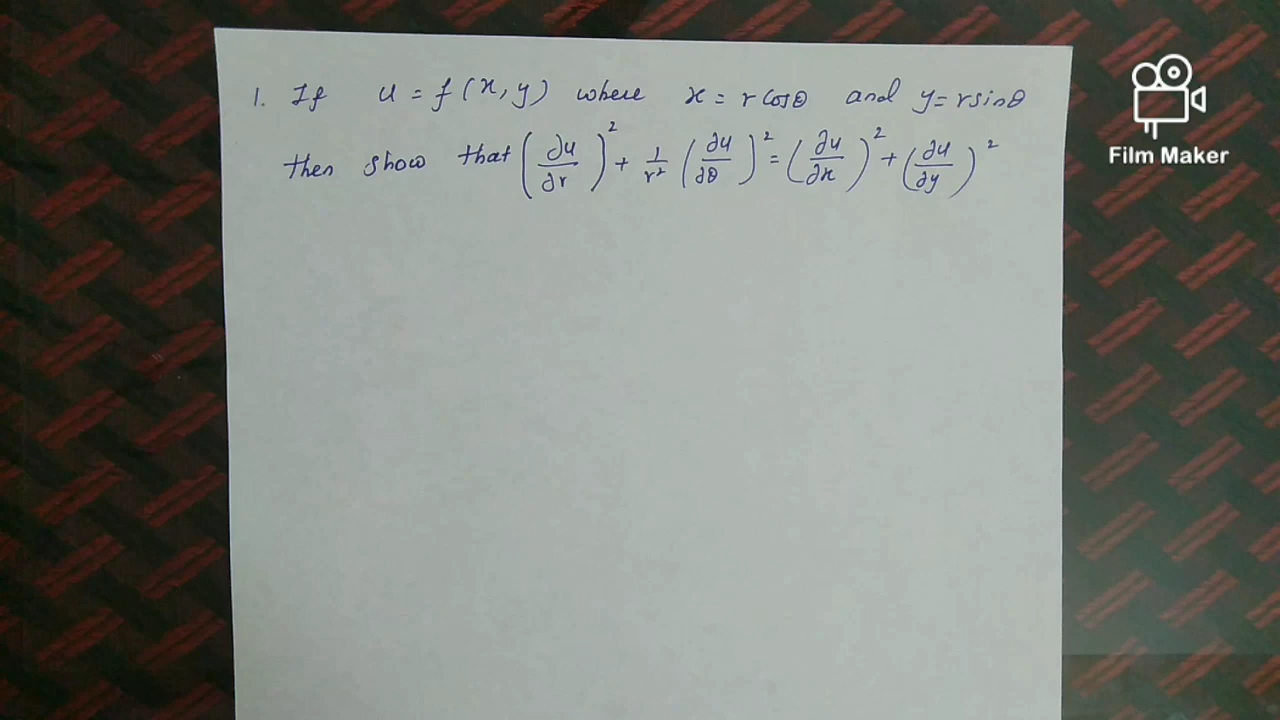 1. If u = f(x, y) where x = r cosθ and y = r sinθ
then show that (∂u/∂r)² + 1/r² (∂u/∂θ)² = (∂u/∂x)² + (∂u/∂y)²
Film Maker